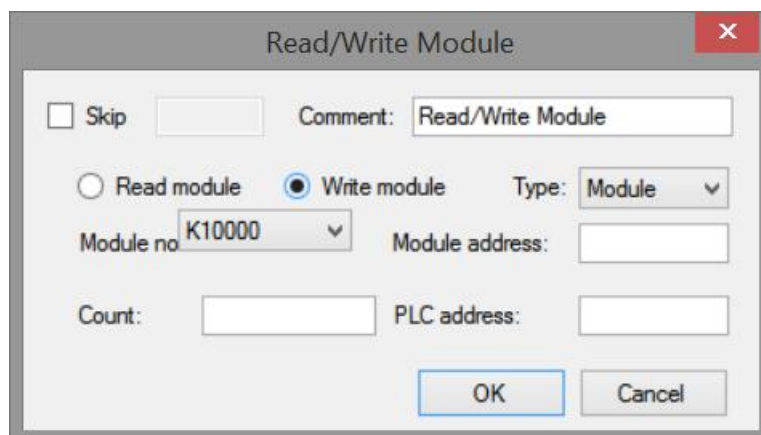 Read/Write Module
Skip Comment: Read/Write Module
Read module Write module Type: Module
Module no K10000 Module address:
Count: PLC address:
OK Cancel